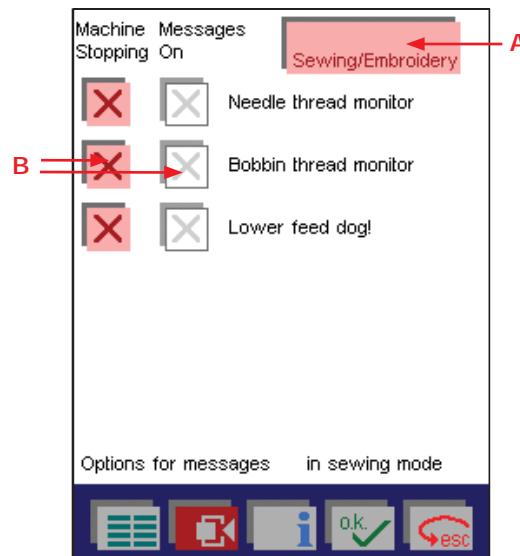 Machine Messages
Stopping On
Sewing/Embroidery
A
Needle thread monitor
B
Bobbin thread monitor
Lower feed dog!
Options for messages in sewing mode
i
o.k.
esc